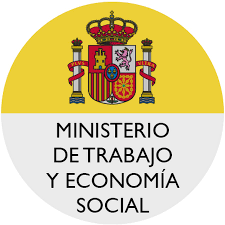 MINISTERIO
DE TRABAJO
Y ECONOMÍA
SOCIAL